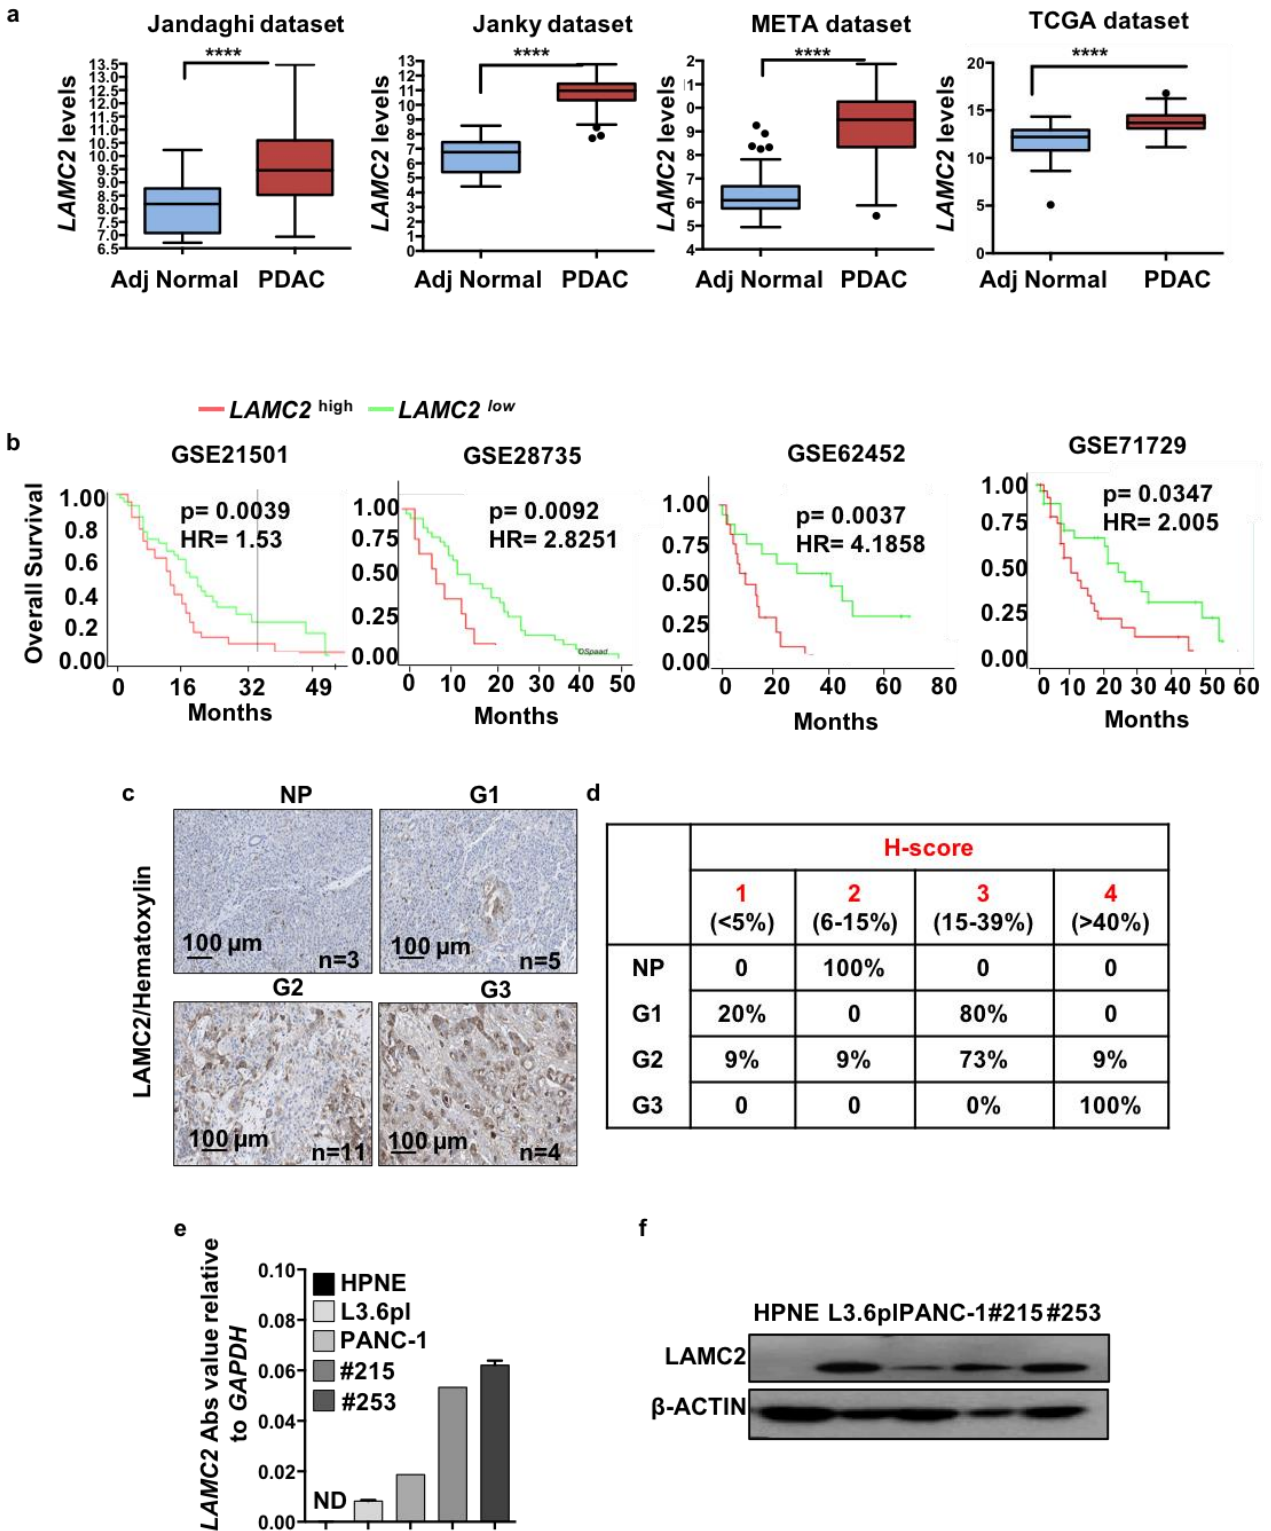 a
Jandaghi dataset
Janky dataset
META dataset
TCGA dataset
****
****
****
****
LAMC2 levels
13.5
13.0
12.5
12.0
11.5
11.0
10.5
10.0
9.5
9.0
8.5
8.0
7.5
7.0
6.5
Adj Normal PDAC
LAMC2 levels
13
12
11
10
9
8
7
6
5
4
3
2
1
0
Adj Normal PDAC
LAMC2 levels
2
1
0
9
8
7
6
5
4
Adj Normal PDAC
LAMC2 levels
20
15
10
5
0
Adj Normal PDAC
LAMC2 high LAMC2 low
b
GSE21501
GSE28735
GSE62452
GSE71729
Overall Survival
1.00
0.8
0.6
0.4
0.2
0.00
p= 0.0039
HR= 1.53
0 16 32 49
Months
1.00
0.75
0.50
0.25
0.00
p= 0.0092
HR= 2.8251
OSpaad
0 10 20 30 40 50
Months
1.00
0.75
0.50
0.25
0.00
p= 0.0037
HR= 4.1858
0 20 40 60 80
Months
1.00
0.75
0.50
0.25
0.00
p= 0.0347
HR= 2.005
0 10 20 30 40 50 60
Months
c
LAMC2/Hematoxylin
NP
G1
100 µm
n=3
100 µm
n=5
G2
G3
100 µm
n=11
100 µm
n=4
d
H-score
1 2 3 4
(<5%) (6-15%) (15-39%) (>40%)
NP 0 100% 0 0
G1 20% 0 80% 0
G2 9% 9% 73% 9%
G3 0 0 0% 100%
e
LAMC2 Abs value relative
to GAPDH
0.10
0.08
0.06
0.04
0.02
0.00
HPNE
L3.6pl
PANC-1
#215
#253
ND
f
HPNE L3.6plPANC-1#215#253
LAMC2
β-ACTIN